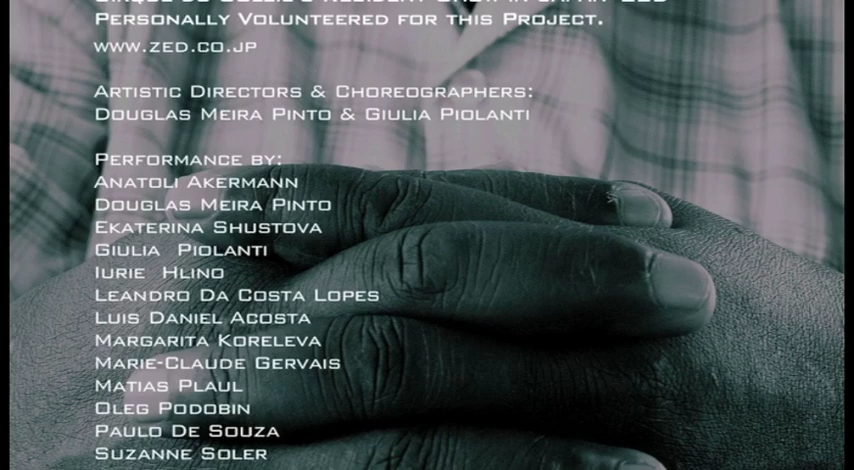 Personally Volunteered for this Project.
www.zed.co.jp
Artistic Directors & Choreographers:
Douglas Meira Pinto & Giulia Piolanti
Performance by:
Anatoli Akermann
Douglas Meira Pinto
Ekaterina Shustova
Giulia Piolanti
Iurie Hlino
Leandro Da Costa Lopes
Luis Daniel Acosta
Margarita Koreleva
Marie-Claude Gervais
Matias Plaul
Oleg Podobin
Paulo De Souza
Suzanne Soler